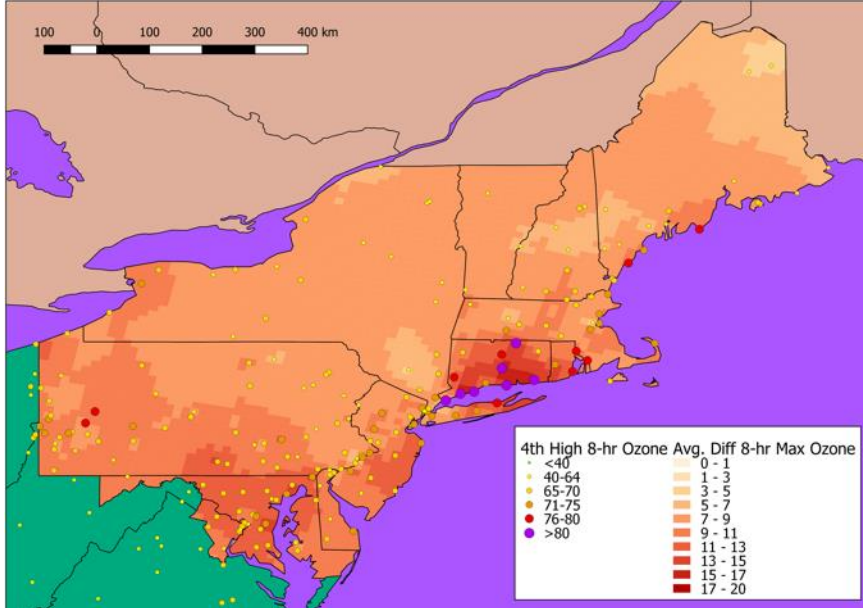 100 0 100 200 300 400 km
4th High 8-hr Ozone Avg. Diff 8-hr Max Ozone
<40 0 - 1
40-64 1 - 3
65-70 3 - 5
71-75 5 - 7
76-80 7 - 9
>80 9 - 11
11 - 13
13 - 15
15 - 17
17 - 20